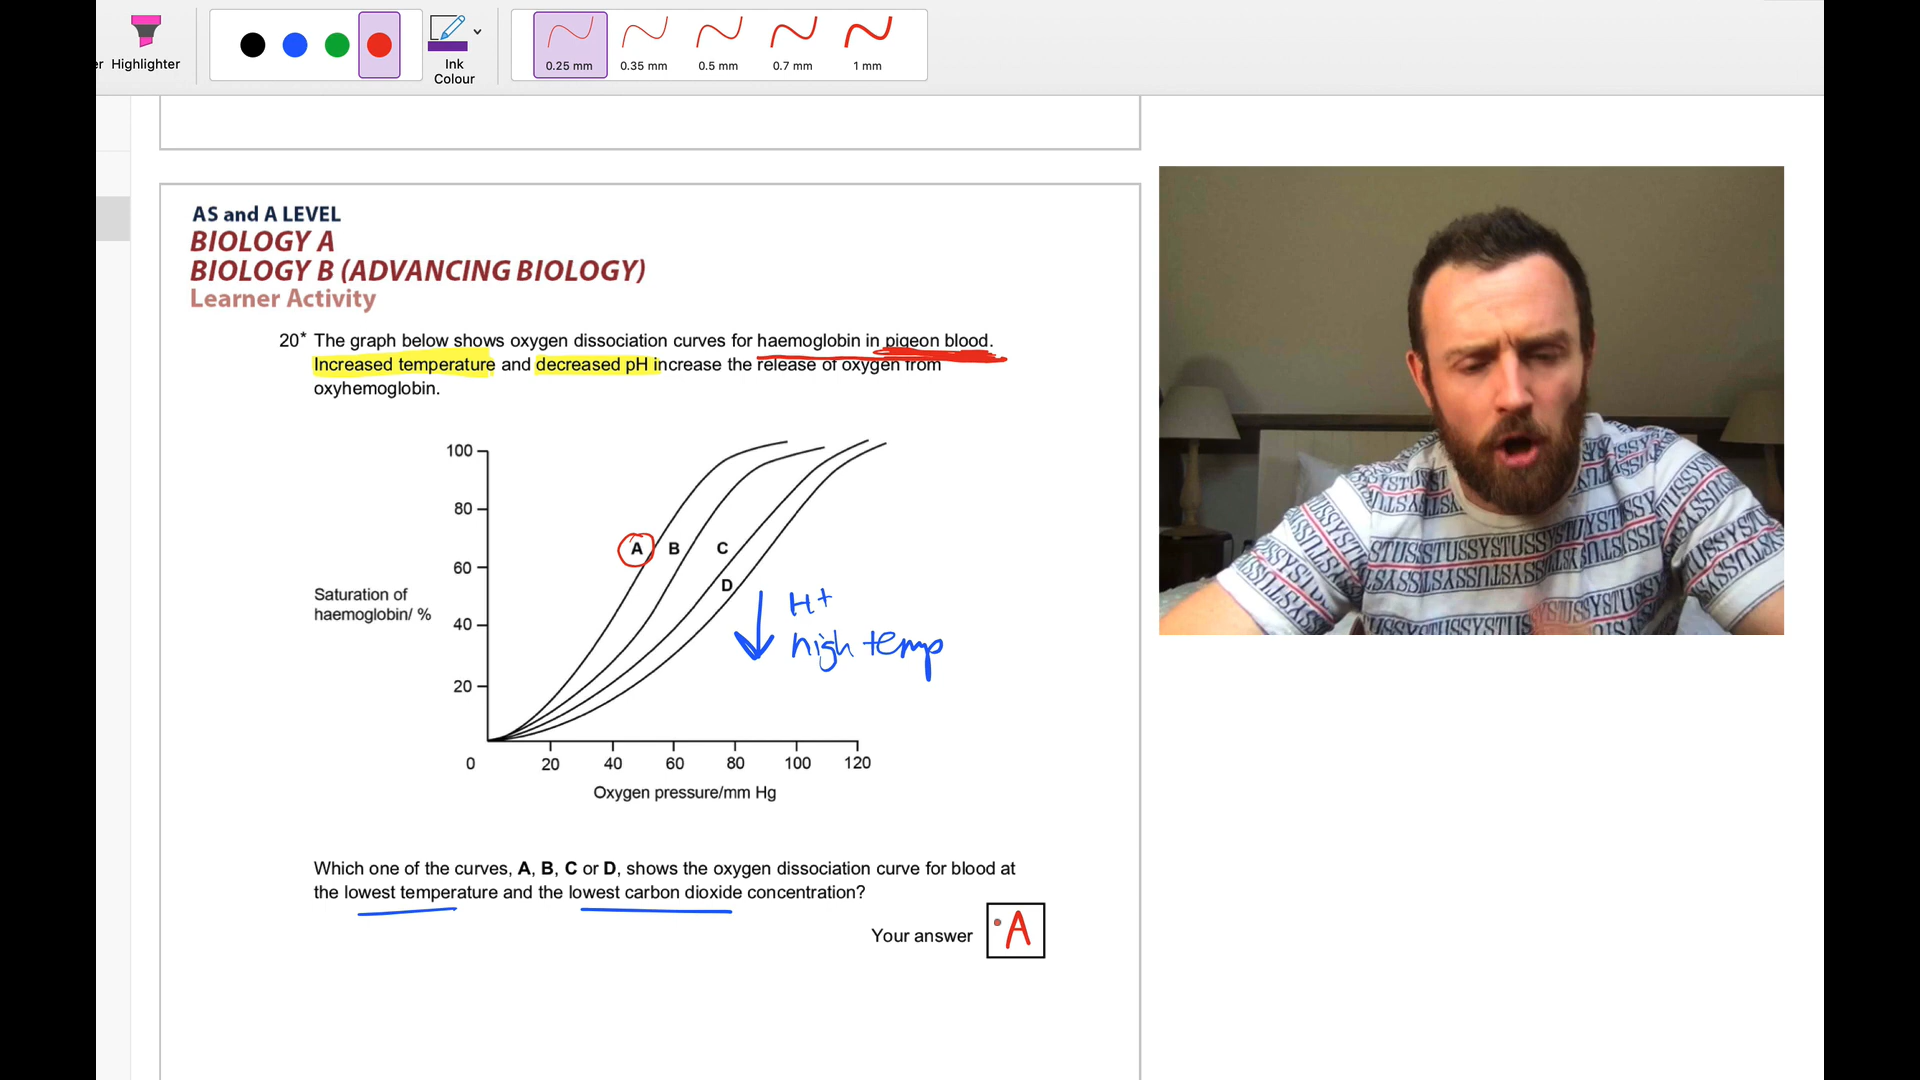 er Highlighter
Ink
Colour
0.25 mm 0.35 mm 0.5 mm 0.7 mm 1 mm
AS and A LEVEL
BIOLOGY A
BIOLOGY B (ADVANCING BIOLOGY)
Learner Activity
20* The graph below shows oxygen dissociation curves for haemoglobin in pigeon blood.
Increased temperature and decreased pH increase the release of oxygen from
oxyhemoglobin.
100
80
60
40
20
Saturation of
haemoglobin/ %
A B C
D
H+
high temp
0 20 40 60 80 100 120
Oxygen pressure/mm Hg
Which one of the curves, A, B, C or D, shows the oxygen dissociation curve for blood at
the lowest temperature and the lowest carbon dioxide concentration?
Your answer A